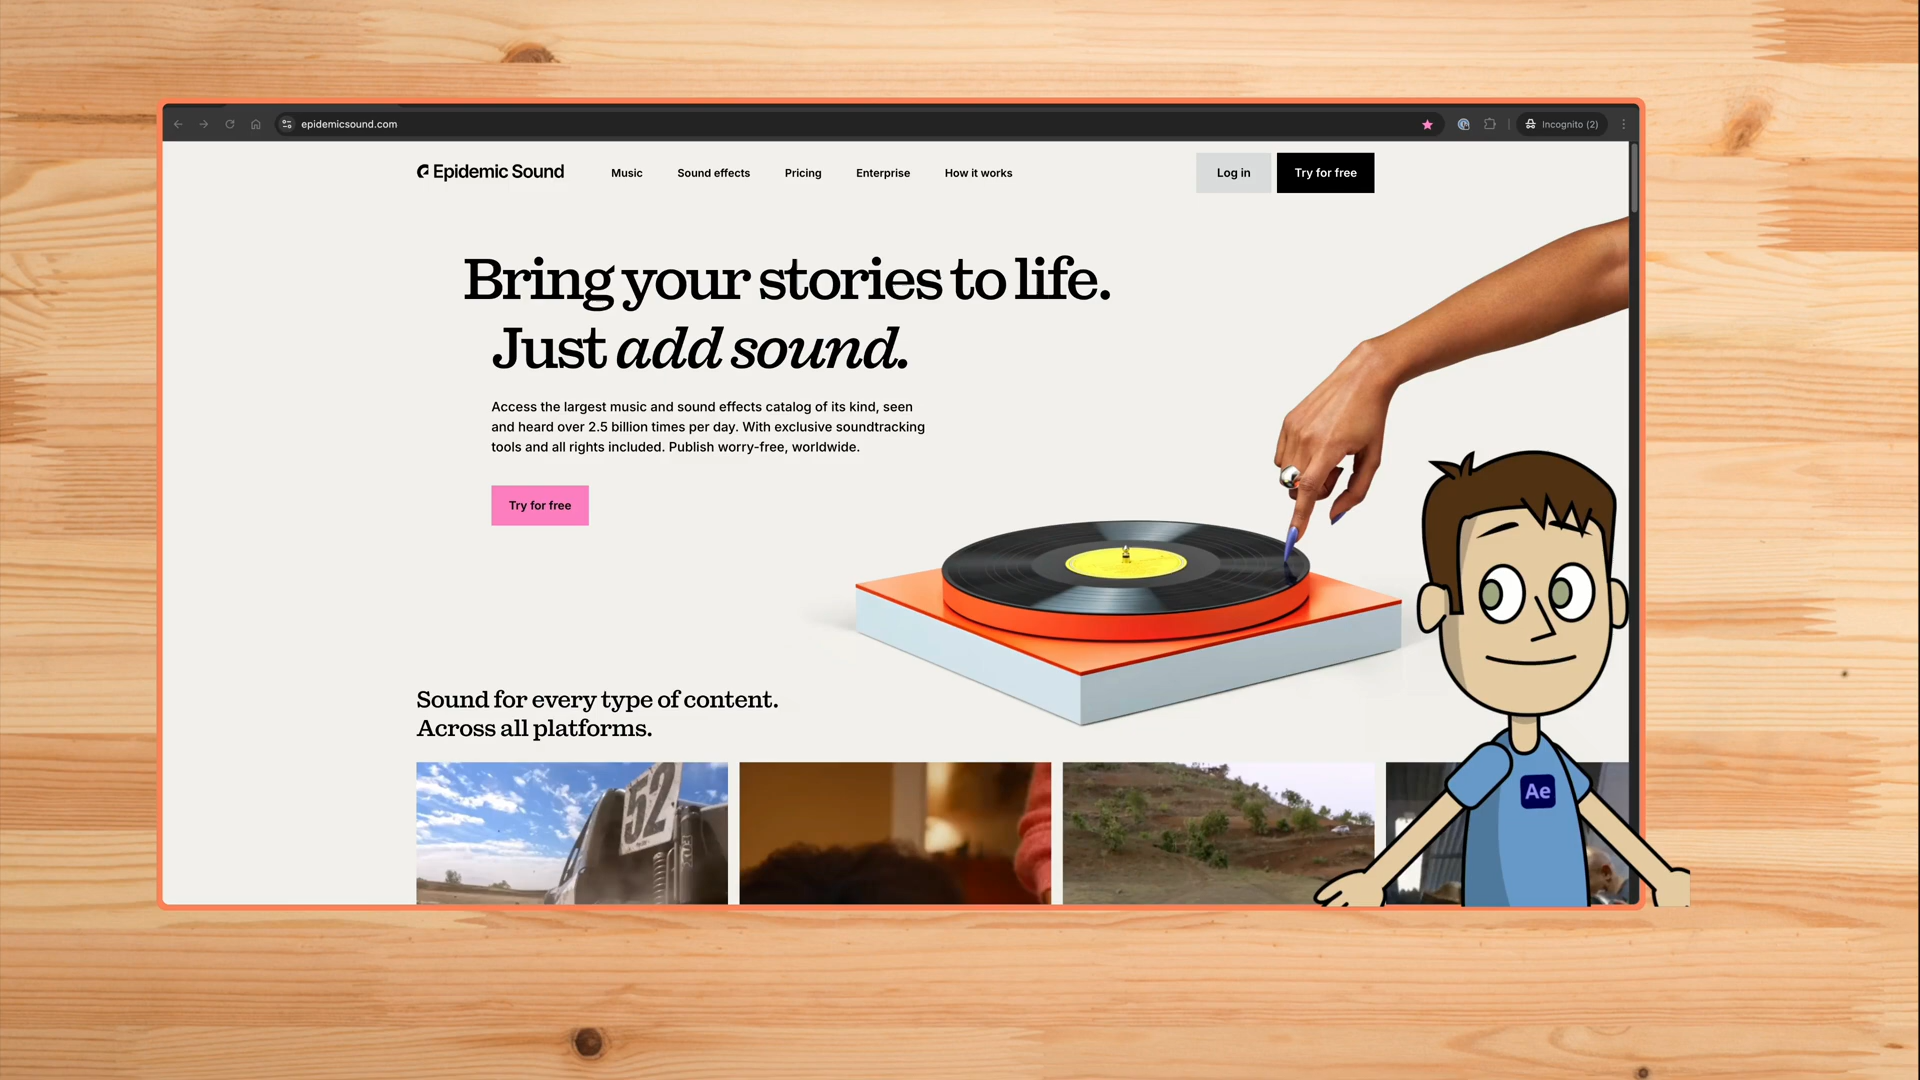 epidemicsound.com
Incognito (2)
Epidemic Sound
Music
Sound effects
Pricing
Enterprise
How it works
Log in
Try for free
Bring your stories to life.
Just add sound.
Access the largest music and sound effects catalog of its kind, seen
and heard over 2.5 billion times per day. With exclusive soundtracking
tools and all rights included. Publish worry-free, worldwide.
Try for free
Sound for every type of content.
Across all platforms.
52
Ae